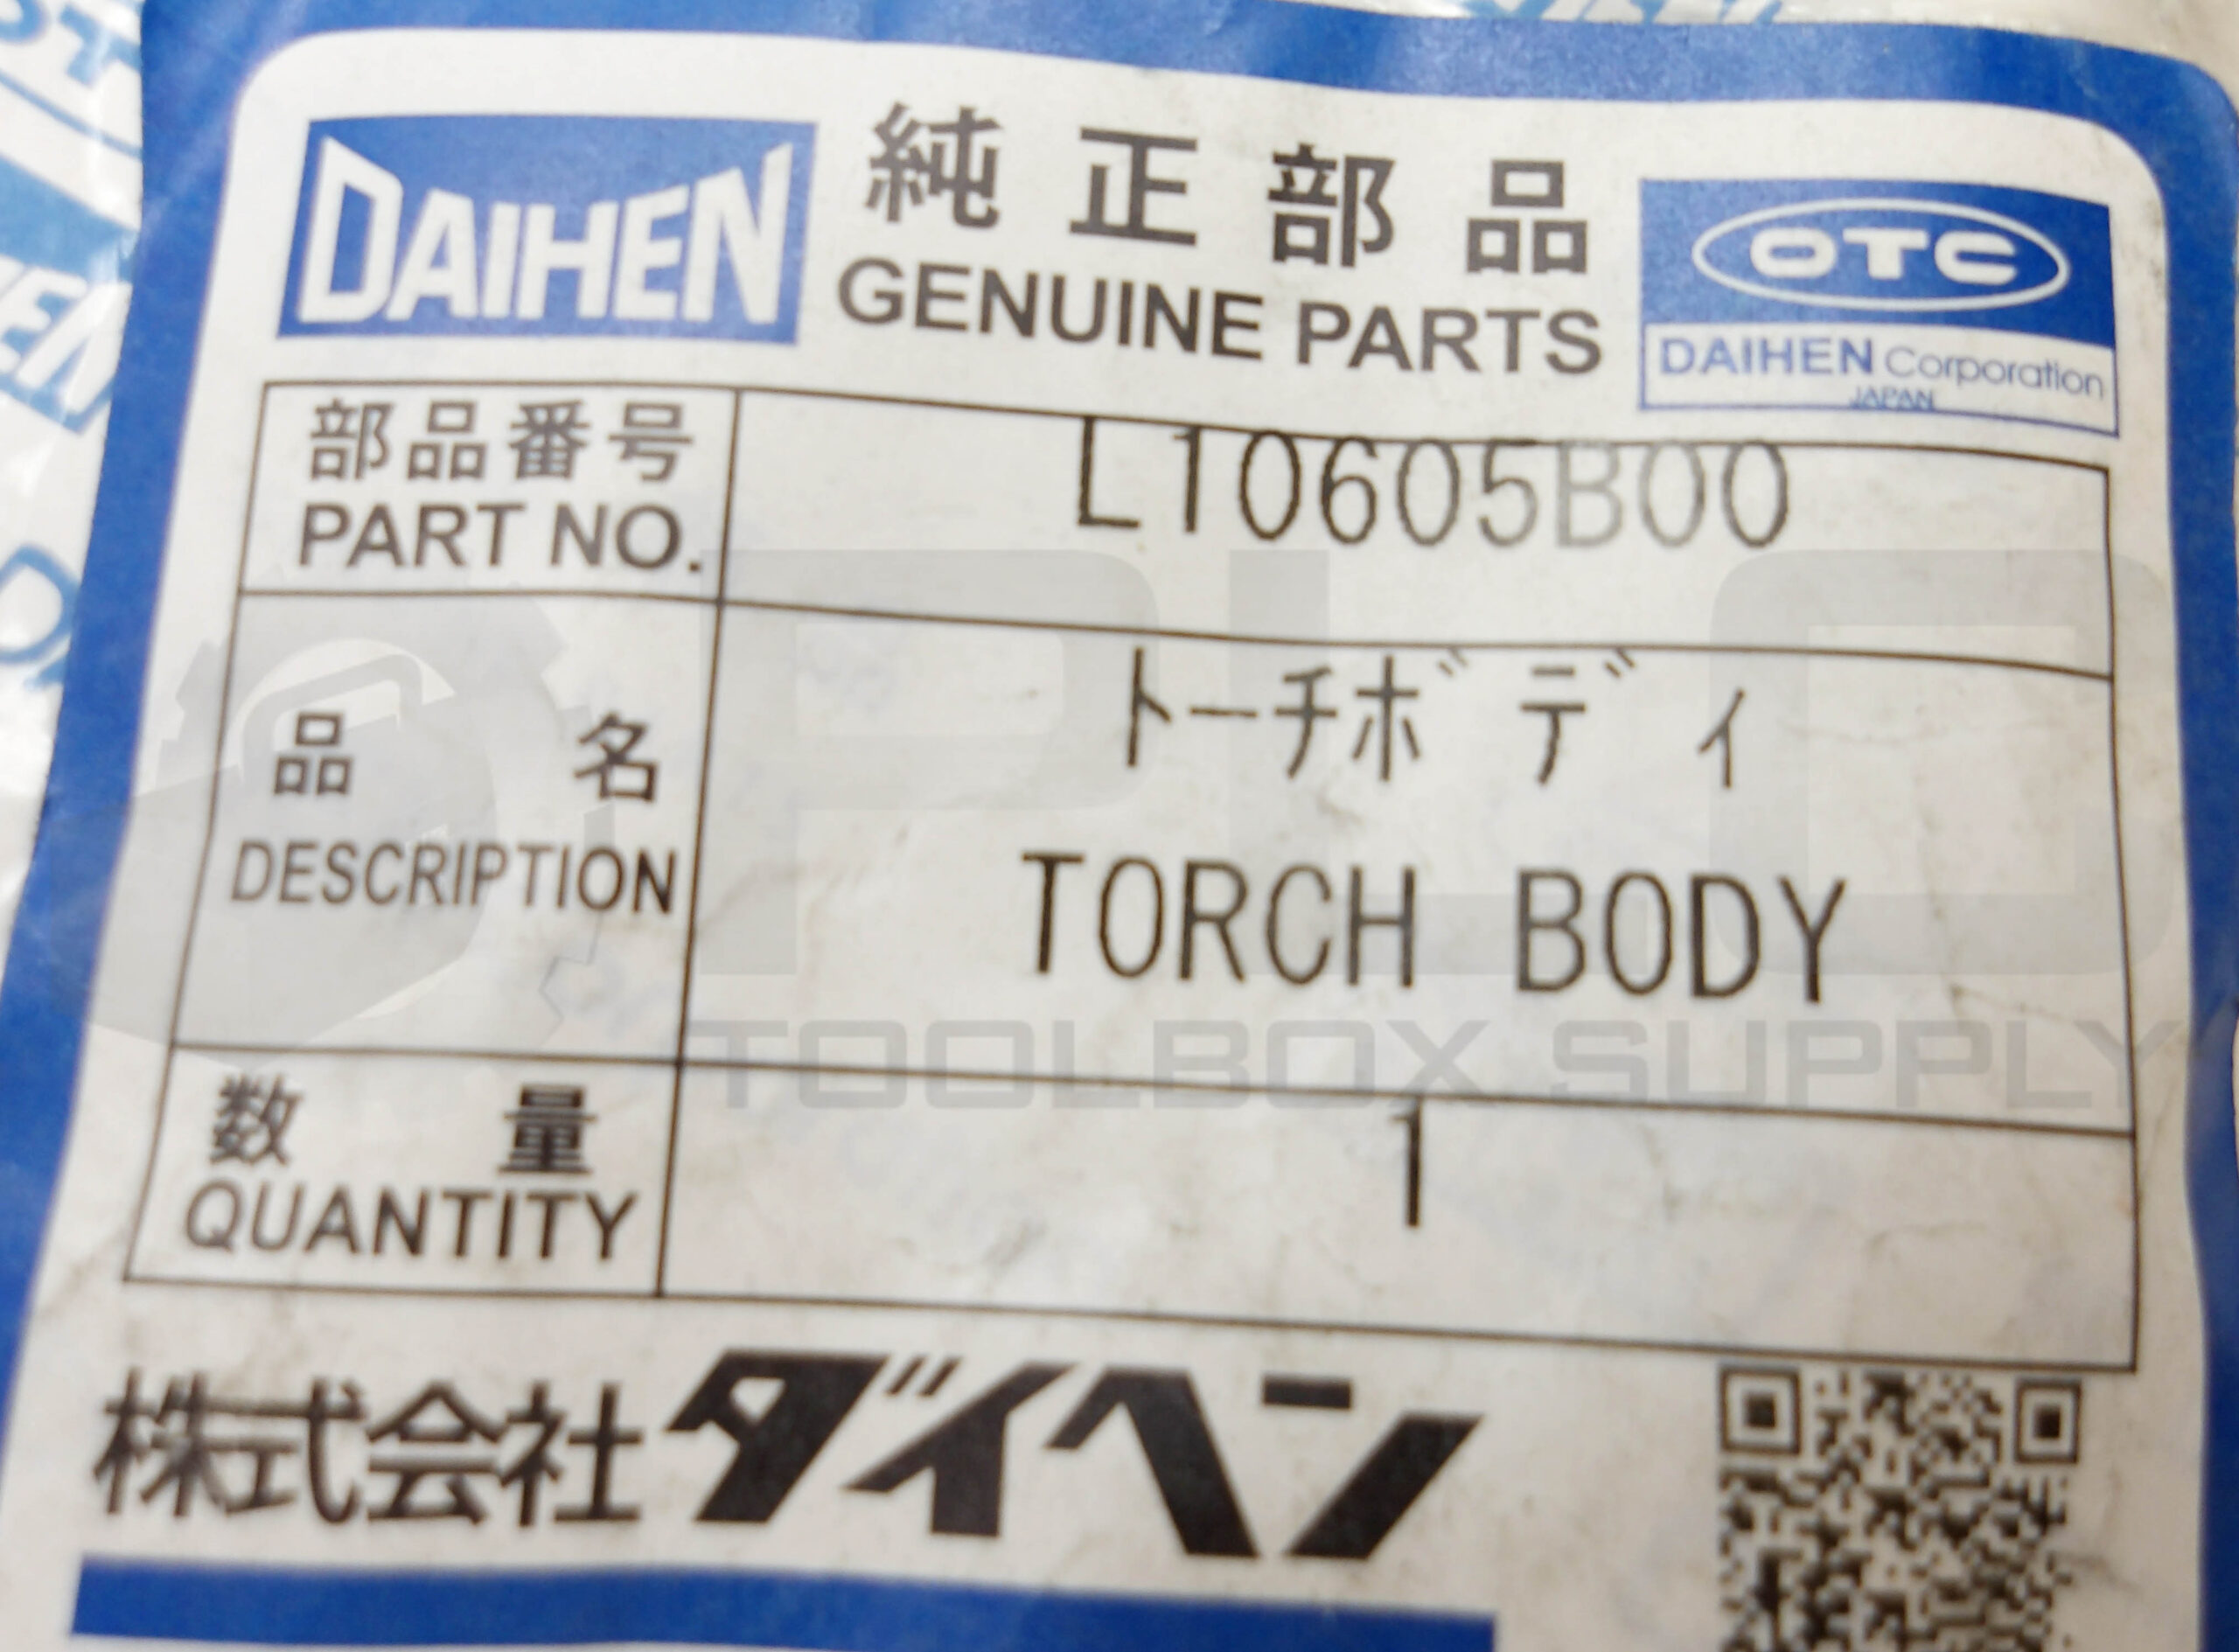 DAIHEN
純正部品
GENUINE PARTS
OTC
DAIHEN Corporation
JAPAN
部品番号
PART NO.
L10605B00
品名
DESCRIPTION
ﾄｰﾁﾎﾞﾃﾞｨ
TORCH BODY
数量
QUANTITY
1
株式会社ダイヘン
PLC
TOOLBOX SUPPLY